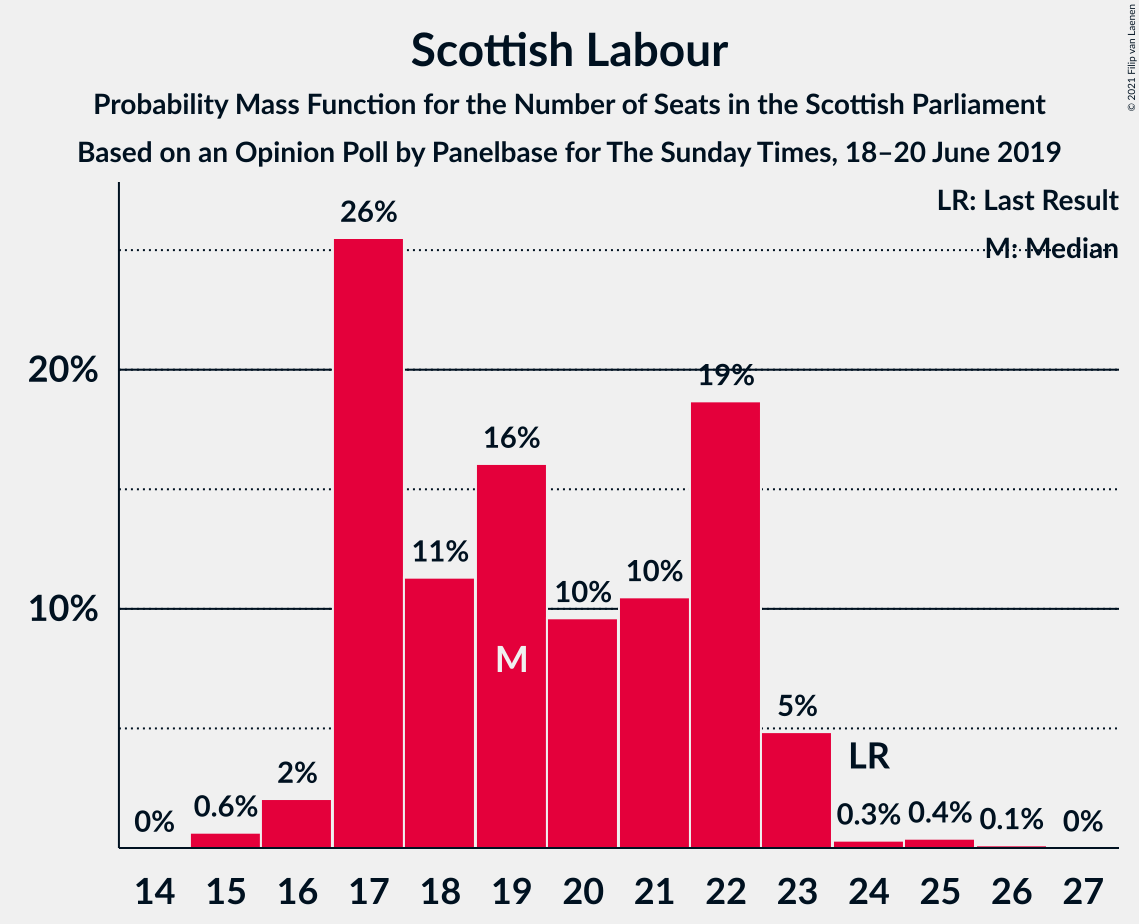 Scottish Labour
Probability Mass Function for the Number of Seats in the Scottish Parliament
Based on an Opinion Poll by Panelbase for The Sunday Times, 18–20 June 2019
© 2021 Filip van Laenen
LR: Last Result
M: Median
20%
10%
0%
0.6%
2%
26%
11%
16%
10%
10%
19%
5%
0.3%
0.4%
0.1%
0%
M
LR
14 15 16 17 18 19 20 21 22 23 24 25 26 27